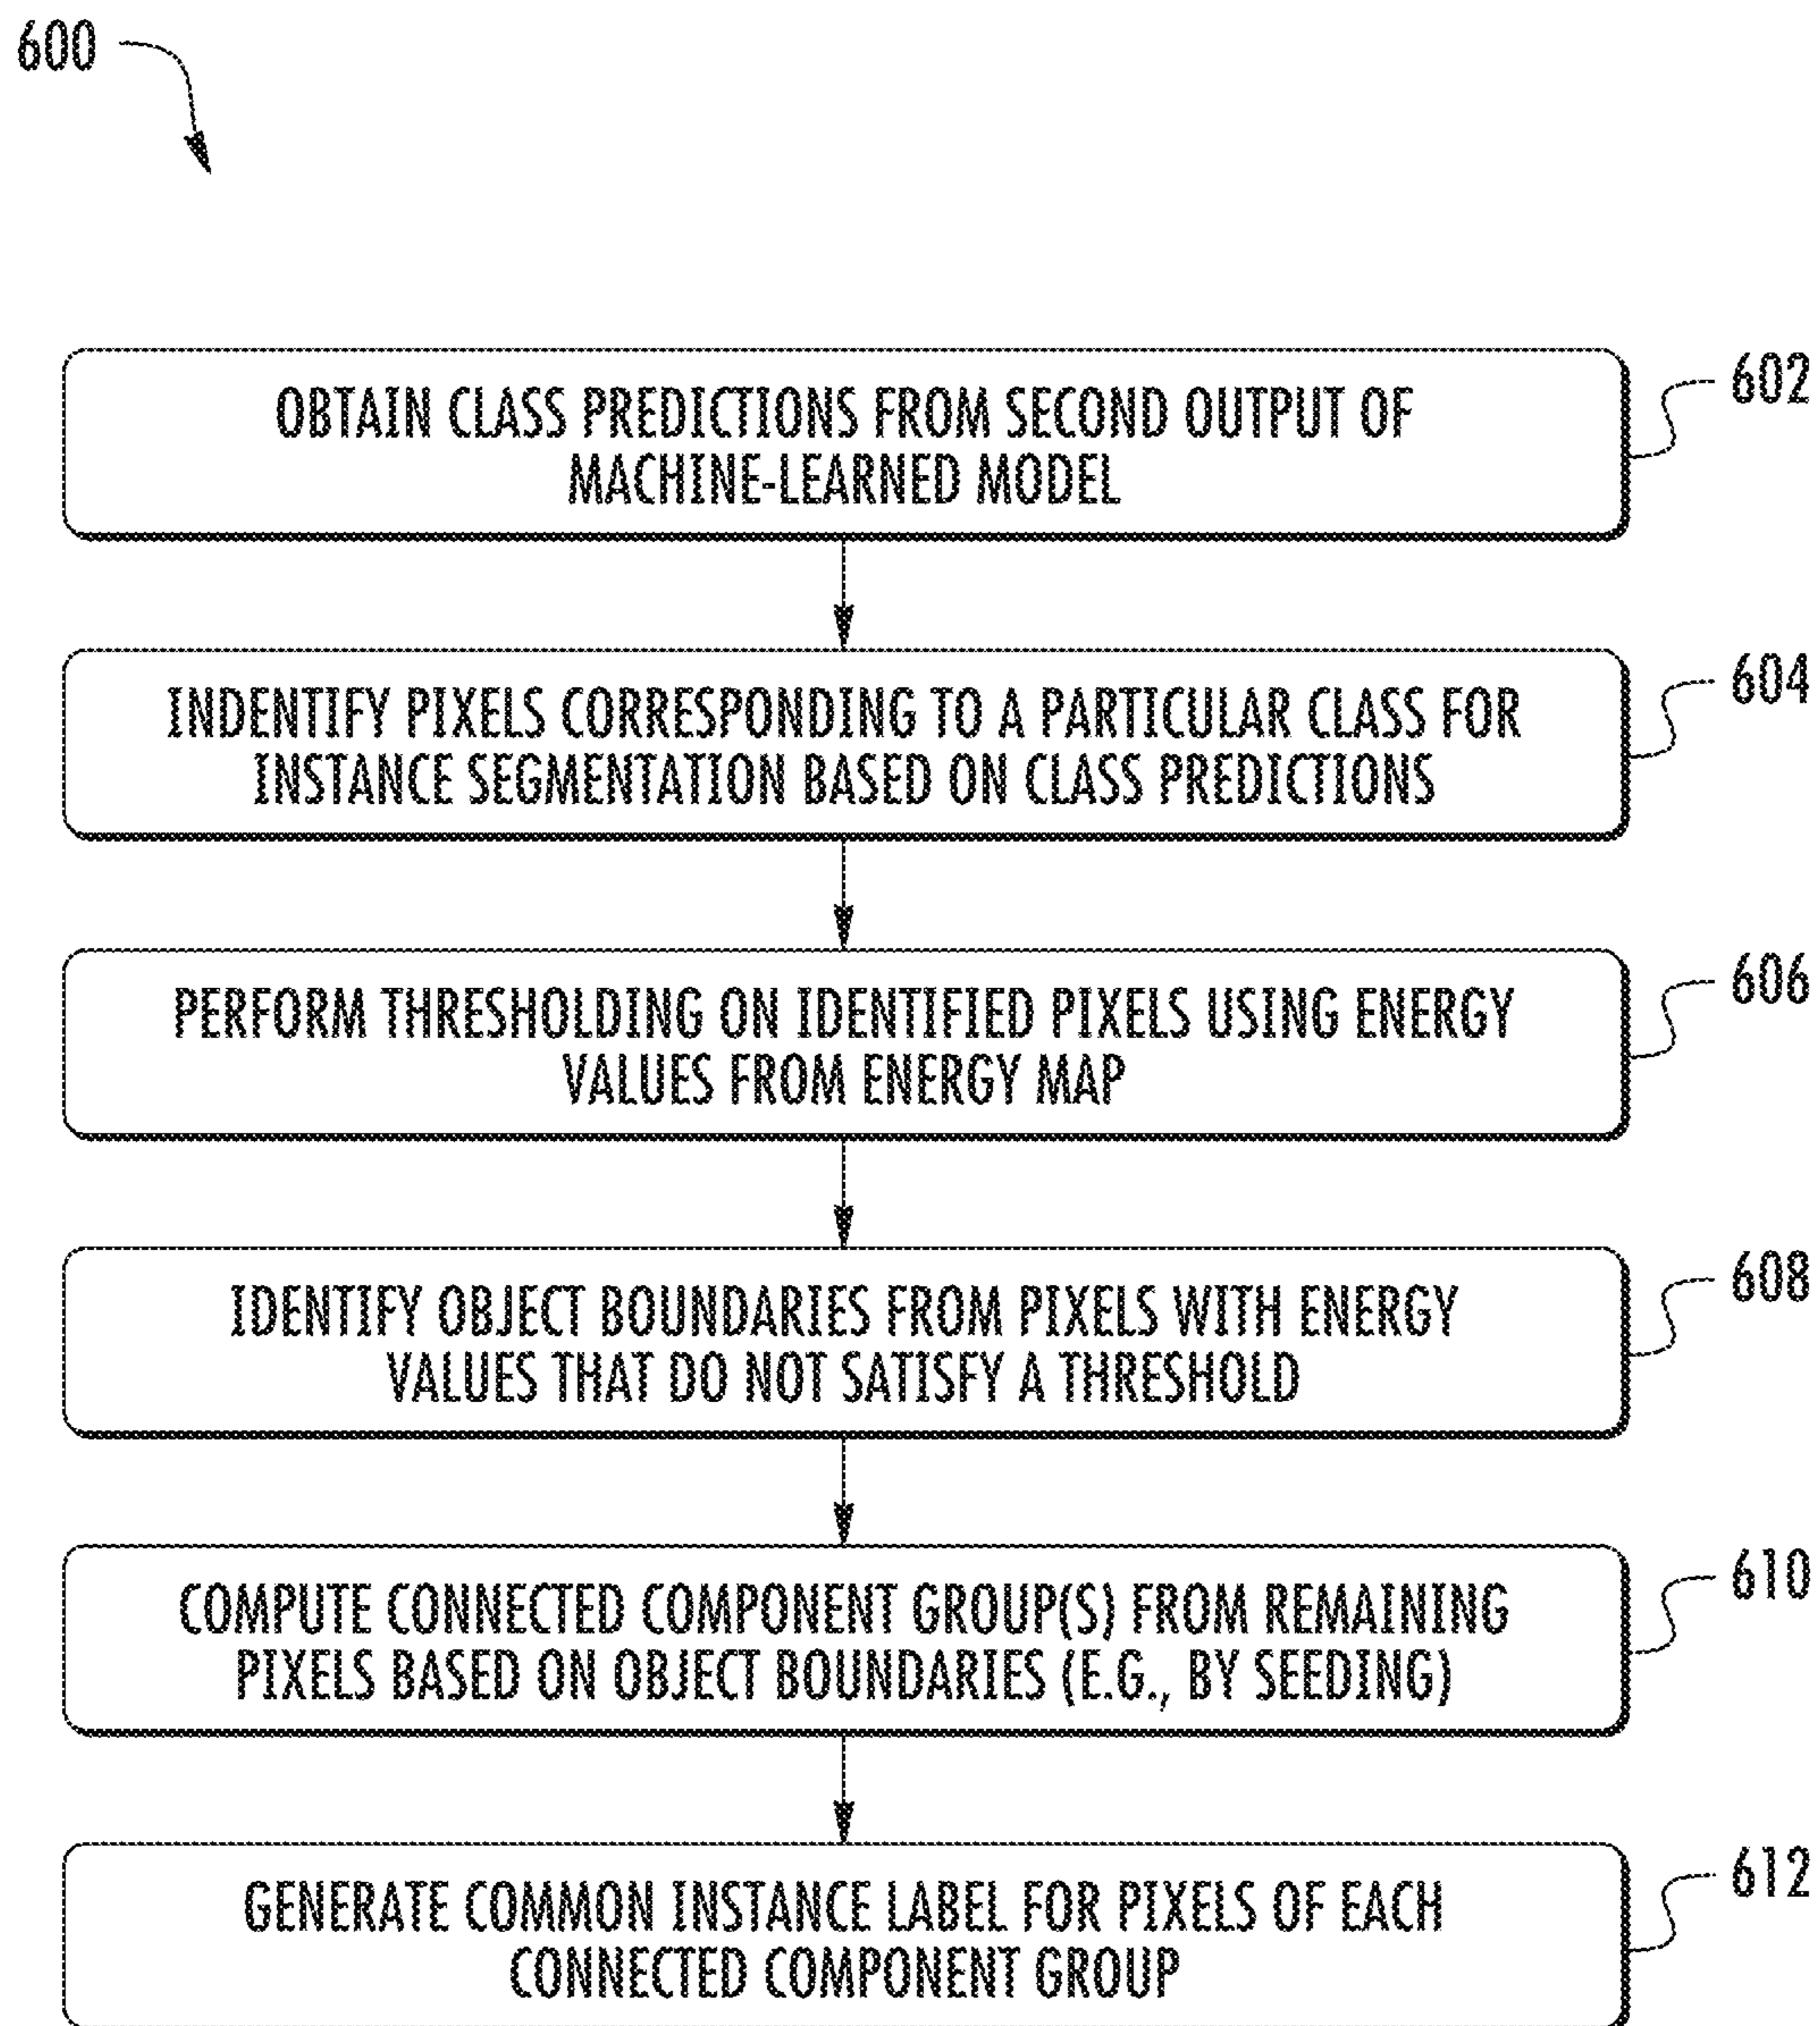 600
OBTAIN CLASS PREDICTIONS FROM SECOND OUTPUT OF
MACHINE-LEARNED MODEL
602
INDENTIFY PIXELS CORRESPONDING TO A PARTICULAR CLASS FOR
INSTANCE SEGMENTATION BASED ON CLASS PREDICTIONS
604
PERFORM THRESHOLDING ON IDENTIFIED PIXELS USING ENERGY
VALUES FROM ENERGY MAP
606
IDENTIFY OBJECT BOUNDARIES FROM PIXELS WITH ENERGY
VALUES THAT DO NOT SATISFY A THRESHOLD
608
COMPUTE CONNECTED COMPONENT GROUP(S) FROM REMAINING
PIXELS BASED ON OBJECT BOUNDARIES (E.G., BY SEEDING)
610
GENERATE COMMON INSTANCE LABEL FOR PIXELS OF EACH
CONNECTED COMPONENT GROUP
612